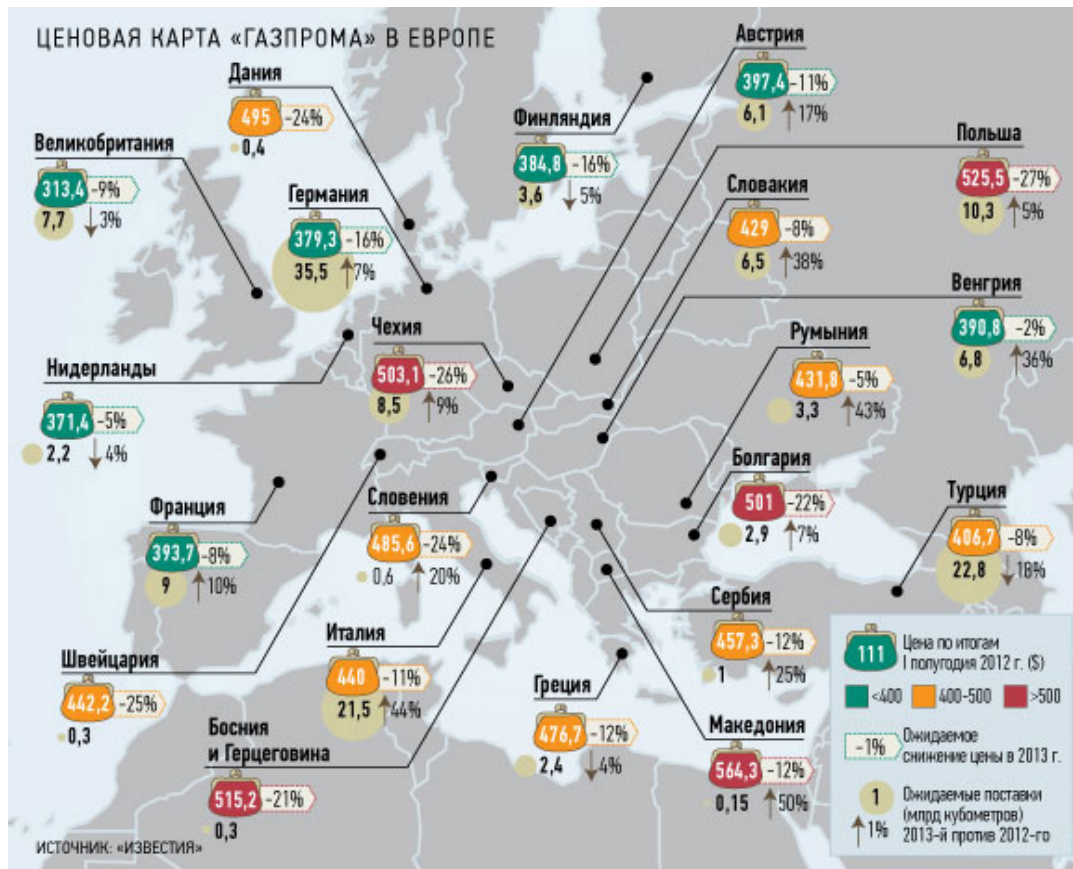 ЦЕНОВАЯ КАРТА «ГАЗПРОМА» В ЕВРОПЕ
Дания
495 -24%
0,4
Великобритания
313,4 -9%
7,7 ↓3%
Германия
379,3 -16%
35,5 ↑7%
Финляндия
384,8 -16%
3,6 ↓5%
Австрия
397,4 -11%
6,1 ↑17%
Польша
525,5 -27%
10,3 ↑5%
Словакия
429 -8%
6,5 ↑38%
Венгрия
390,8 -2%
6,8 ↑36%
Чехия
503,1 -26%
8,5 ↑9%
Румыния
431,8 -5%
3,3 ↑43%
Нидерланды
371,4 -5%
2,2 ↓4%
Франция
393,7 -8%
9 ↑10%
Словения
485,6 -24%
0,6 ↑20%
Болгария
501 -22%
2,9 ↑7%
Турция
406,7 -8%
22,8 ↓18%
Швейцария
442,2 -25%
0,3
Италия
440 -11%
21,5 ↑44%
Сербия
457,3 -12%
1 ↑25%
Греция
476,7 -12%
2,4 ↓4%
Босния
и Герцеговина
515,2 -21%
0,3
Македония
564,3 -12%
0,15 ↑50%
111 Цена по итогам
I полугодия 2012 г. ($)
<400 400-500 >500
-1% Ожидаемое
снижение цены в 2013 г.
1 Ожидаемые поставки
(млрд кубометров)
↑1% 2013-й против 2012-го
ИСТОЧНИК: «ИЗВЕСТИЯ»